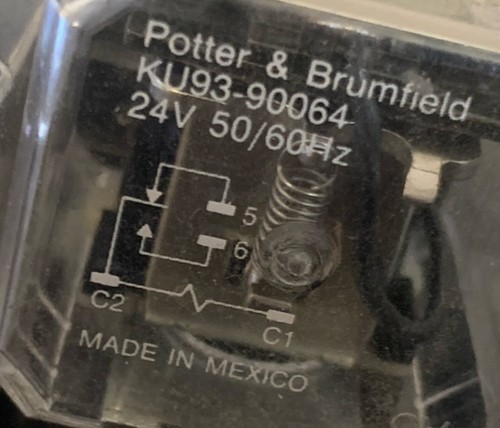 Potter & Brumfield
KU93-90064
24V 50/60Hz
5
6
C2
C1
MADE IN MEXICO